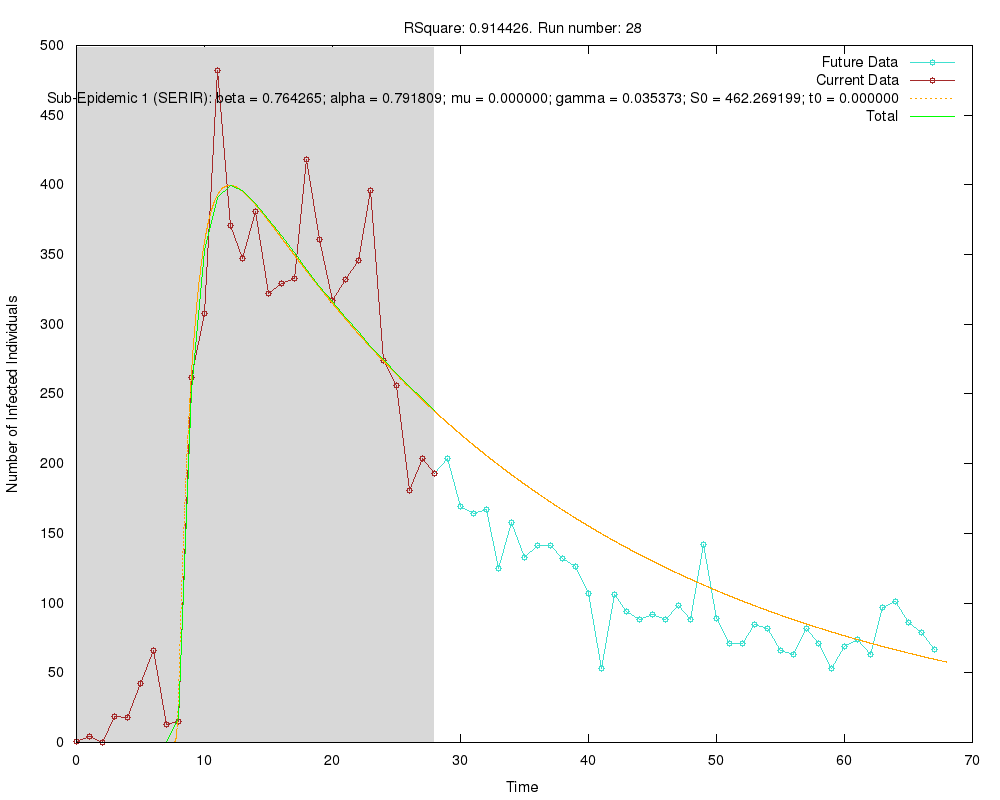 RSquare: 0.914426. Run number: 28
Future Data
Current Data
Sub-Epidemic 1 (SERIR): beta = 0.764265; alpha = 0.791809; mu = 0.000000; gamma = 0.035373; S0 = 462.269199; t0 = 0.000000
Total
500
450
400
350
300
250
200
150
100
50
0
Number of Infected Individuals
0 10 20 30 40 50 60 70
Time